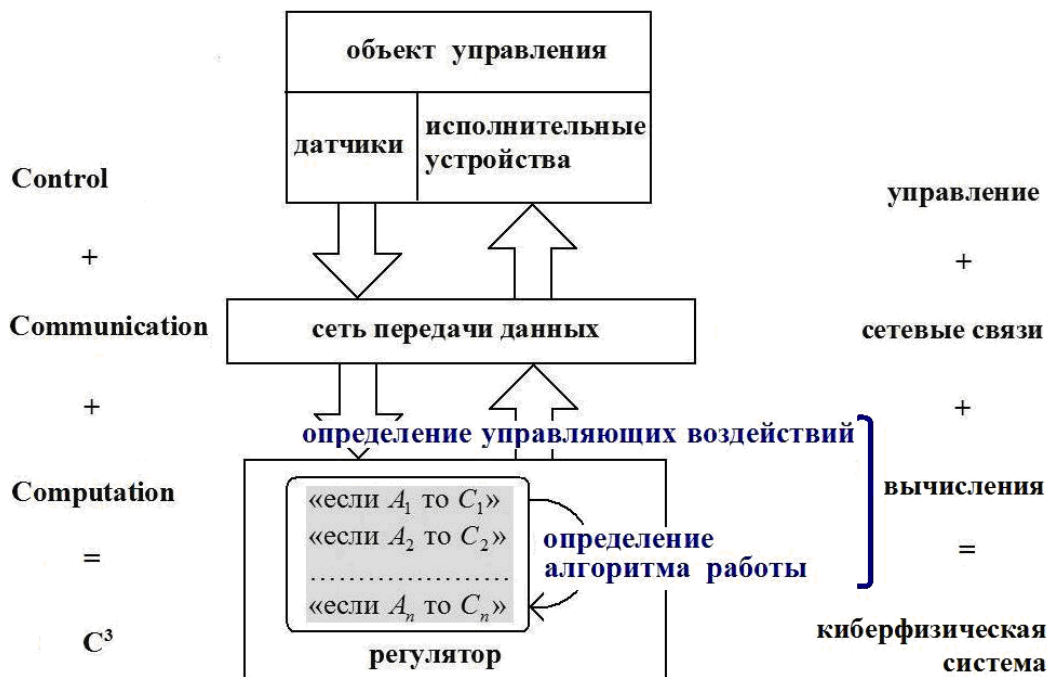 объект управления
датчики
исполнительные
устройства
Control
управление
+
+
Communication
сеть передачи данных
сетевые связи
+
+
определение управляющих воздействий
Computation
вычисления
«если A₁ то C₁»
«если A₂ то C₂»
......................
«если Aₙ то Cₙ»
определение
алгоритма работы
=
=
C³
регулятор
киберфизическая
система